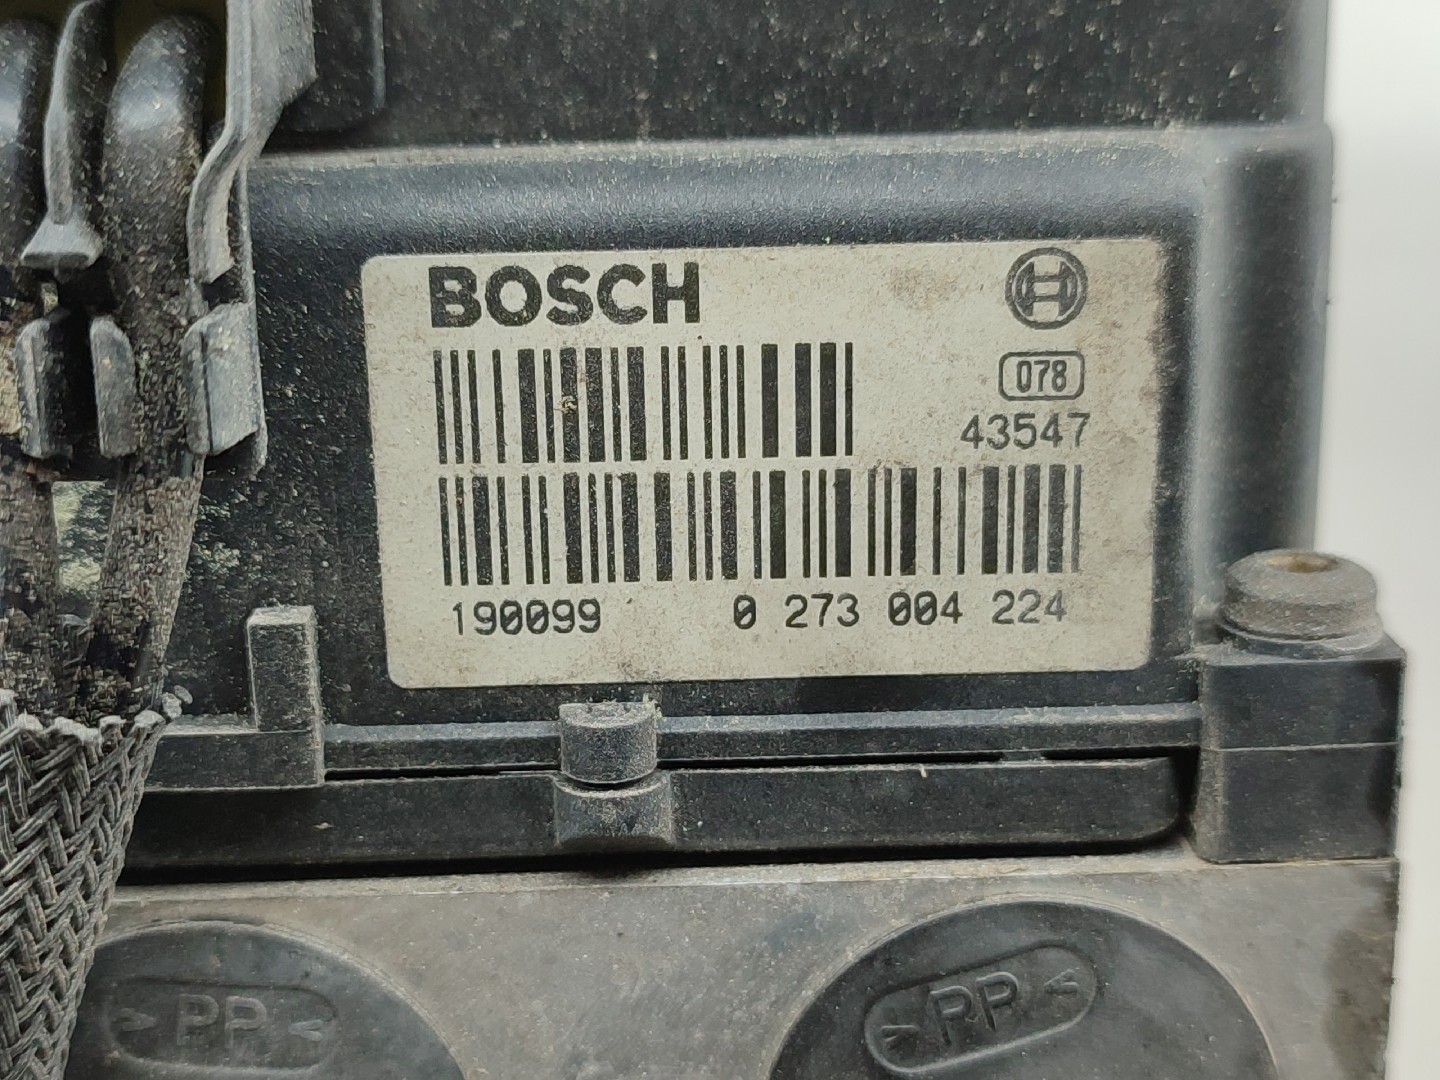 BOSCH
078
43547
190099 0 273 004 224
> PP <
> PP <